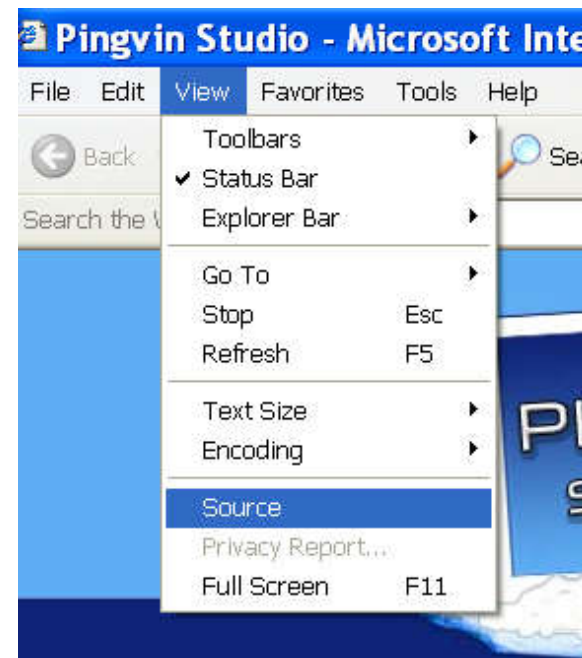 Pingvin Studio - Microsoft Inte
File Edit View Favorites Tools Help
Back Sea
Search the
Toolbars
Status Bar
Explorer Bar
Go To
Stop Esc
Refresh F5
Text Size
Encoding
Source
Privacy Report...
Full Screen F11